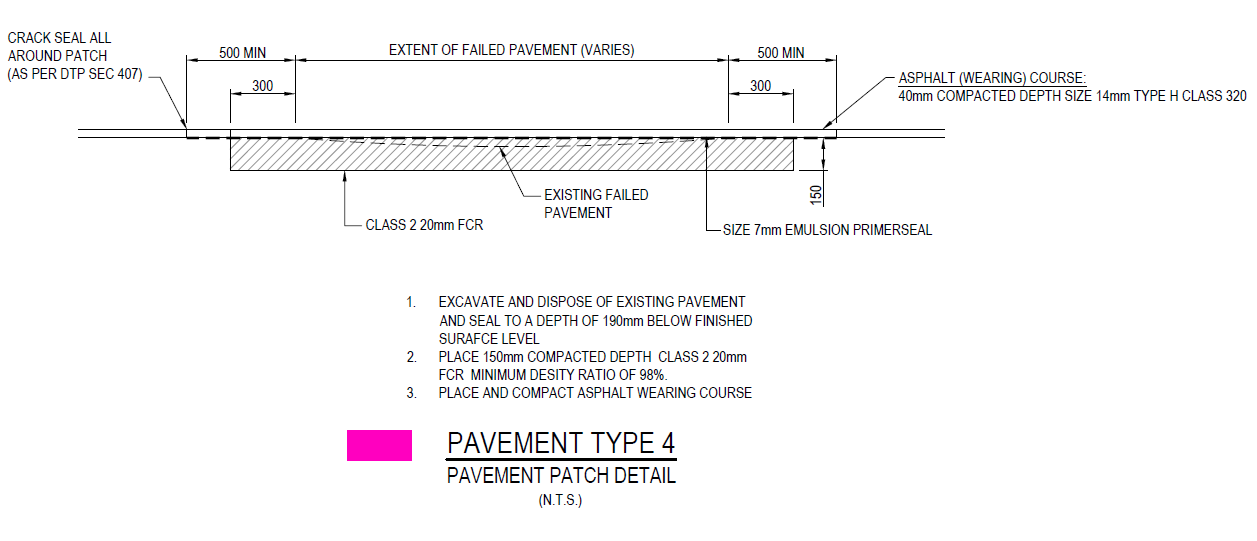 CRACK SEAL ALL
AROUND PATCH
(AS PER DTP SEC 407)
500 MIN
EXTENT OF FAILED PAVEMENT (VARIES)
500 MIN
300
300
ASPHALT (WEARING) COURSE:
40mm COMPACTED DEPTH SIZE 14mm TYPE H CLASS 320
150
EXISTING FAILED
PAVEMENT
CLASS 2 20mm FCR
SIZE 7mm EMULSION PRIMERSEAL
1. EXCAVATE AND DISPOSE OF EXISTING PAVEMENT
AND SEAL TO A DEPTH OF 190mm BELOW FINISHED
SURAFCE LEVEL
2. PLACE 150mm COMPACTED DEPTH CLASS 2 20mm
FCR MINIMUM DESITY RATIO OF 98%.
3. PLACE AND COMPACT ASPHALT WEARING COURSE
PAVEMENT TYPE 4
PAVEMENT PATCH DETAIL
(N.T.S.)